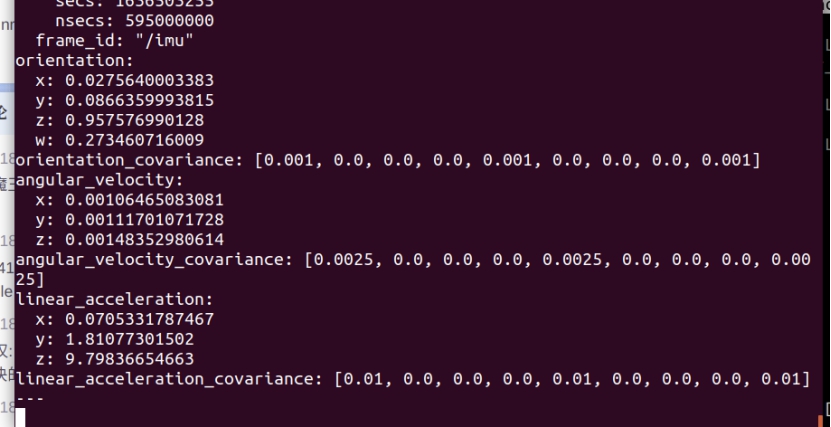 nsecs: 595000000
frame_id: "/imu"
orientation:
x: 0.0275640003383
y: 0.0866359993815
z: 0.957576990128
w: 0.273460716009
orientation_covariance: [0.001, 0.0, 0.0, 0.0, 0.001, 0.0, 0.0, 0.0, 0.001]
angular_velocity:
x: 0.00106465083081
y: 0.00111701071728
z: 0.00148352980614
angular_velocity_covariance: [0.0025, 0.0, 0.0, 0.0, 0.0025, 0.0, 0.0, 0.0, 0.00
25]
linear_acceleration:
x: 0.0705331787467
y: 1.81077301502
z: 9.79836654663
linear_acceleration_covariance: [0.01, 0.0, 0.0, 0.0, 0.01, 0.0, 0.0, 0.0, 0.01]
---